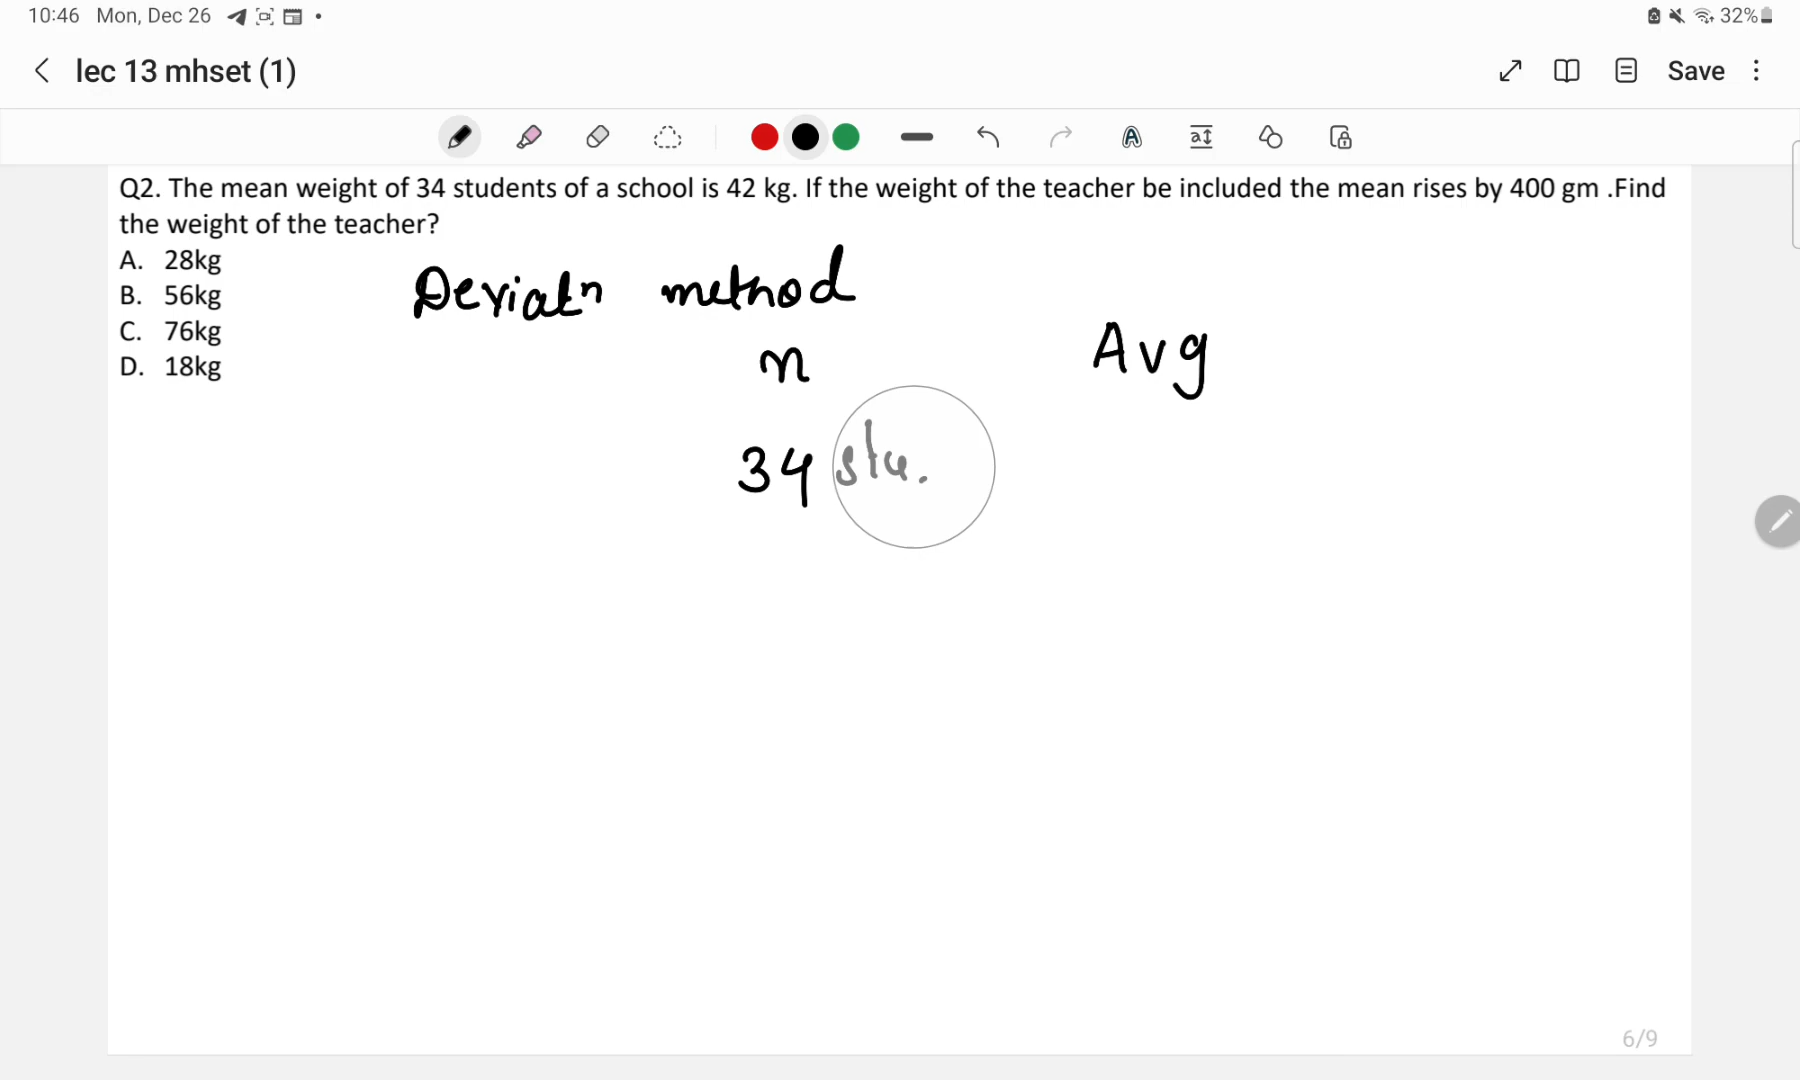 10:46 Mon, Dec 26 32%
lec 13 mhset (1) Save
Q2. The mean weight of 34 students of a school is 42 kg. If the weight of the teacher be included the mean rises by 400 gm .Find
the weight of the teacher?
A. 28kg
B. 56kg
C. 76kg
D. 18kg
Deviatn method
n Avg
34 stu.
6/9